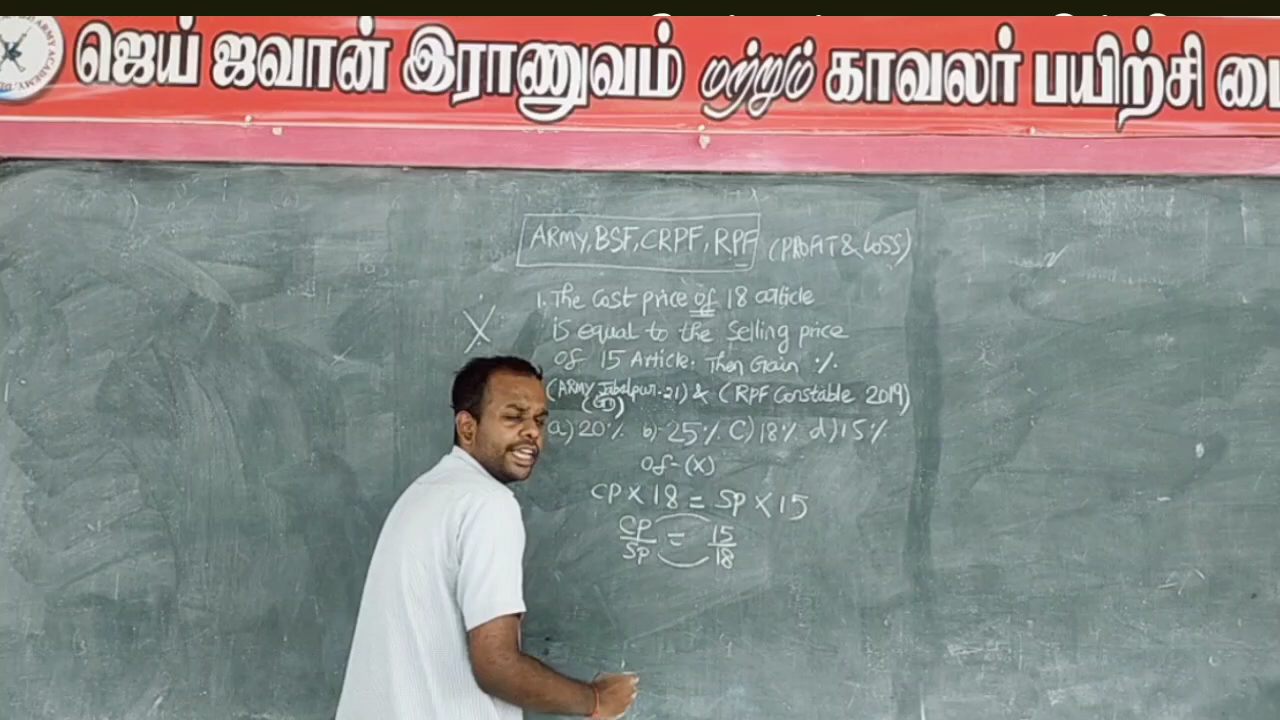 ஜெய் ஜவான் இராணுவம் மற்றும் காவலர் பயிற்சி மை
ARMY, BSF, CRPF, RPF (PROFIT & LOSS)
1. The Cost price of 18 article
is equal to the Selling price
of 15 Article. Then Gain %.
(ARMY Jabalpur-21) & (RPF Constable 2019)
(GD)
a) 20% b) 25% C) 18% d) 15%
of - (x)
CP × 18 = SP × 15
CP/SP = 15/18
X